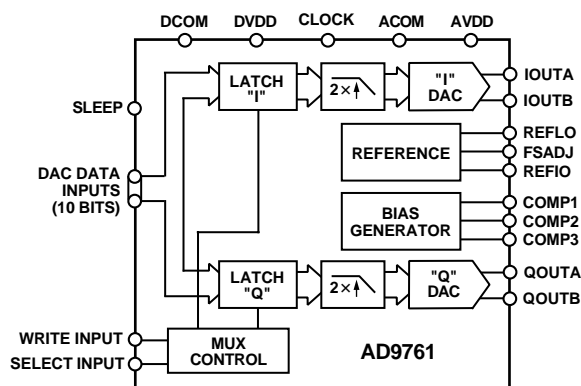 DCOM DVDD CLOCK ACOM AVDD
SLEEP
DAC DATA
INPUTS
(10 BITS)
WRITE INPUT
SELECT INPUT
LATCH
"I"
2×
"I"
DAC
IOUTA
IOUTB
REFERENCE
REFLO
FSADJ
REFIO
BIAS
GENERATOR
COMP1
COMP2
COMP3
LATCH
"Q"
2×
"Q"
DAC
QOUTA
QOUTB
MUX
CONTROL
AD9761